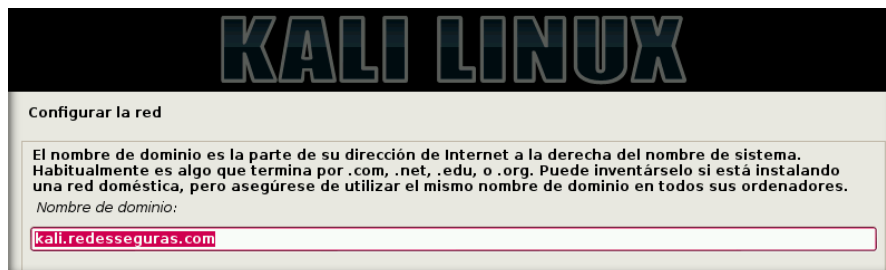 KALI LINUX
Configurar la red
El nombre de dominio es la parte de su dirección de Internet a la derecha del nombre de sistema.
Habitualmente es algo que termina por .com, .net, .edu, o .org. Puede inventárselo si está instalando
una red doméstica, pero asegúrese de utilizar el mismo nombre de dominio en todos sus ordenadores.
Nombre de dominio:
kali.redesseguras.com